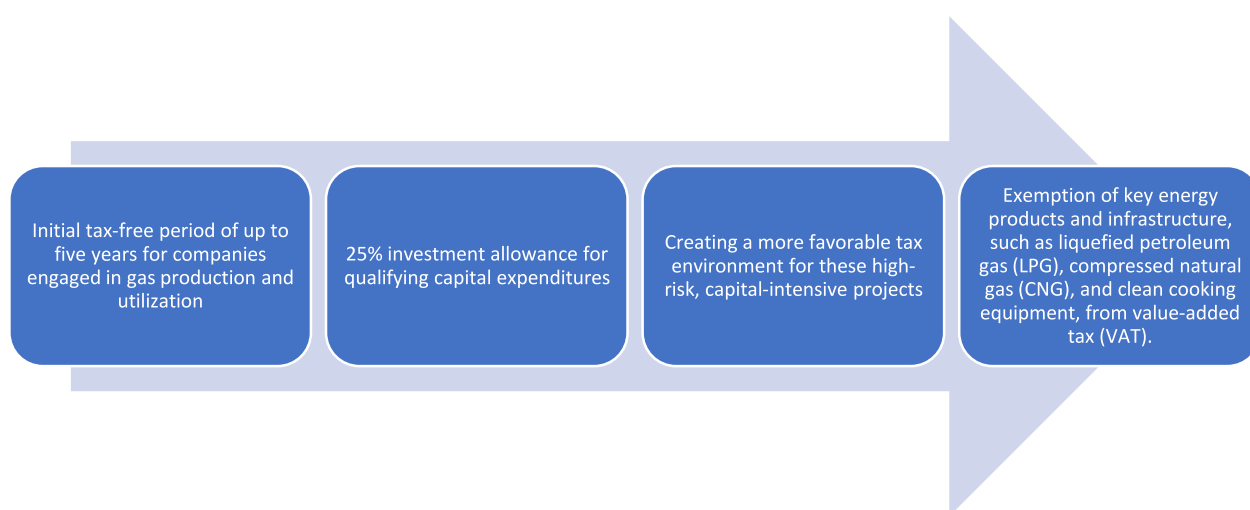 Initial tax-free period of up to
five years for companies
engaged in gas production and
utilization
25% investment allowance for
qualifying capital expenditures
Creating a more favorable tax
environment for these high-
risk, capital-intensive projects
Exemption of key energy
products and infrastructure,
such as liquefied petroleum
gas (LPG), compressed natural
gas (CNG), and clean cooking
equipment, from value-added
tax (VAT).